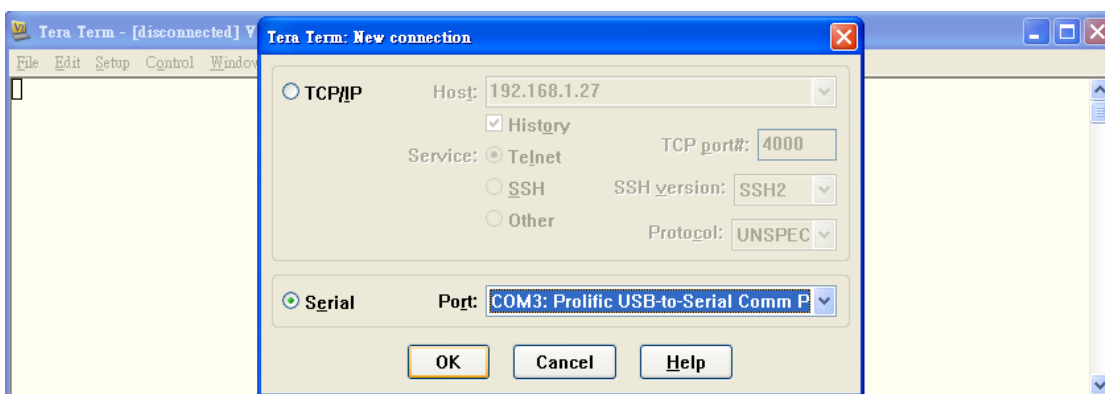 Tera Term - [disconnected] V
Tera Term: New connection
File Edit Setup Control Window
TCP/IP
Host: 192.168.1.27
History
Service: Telnet
TCP port#: 4000
SSH
SSH version: SSH2
Other
Protocol: UNSPEC
Serial
Port: COM3: Prolific USB-to-Serial Comm P
OK Cancel Help